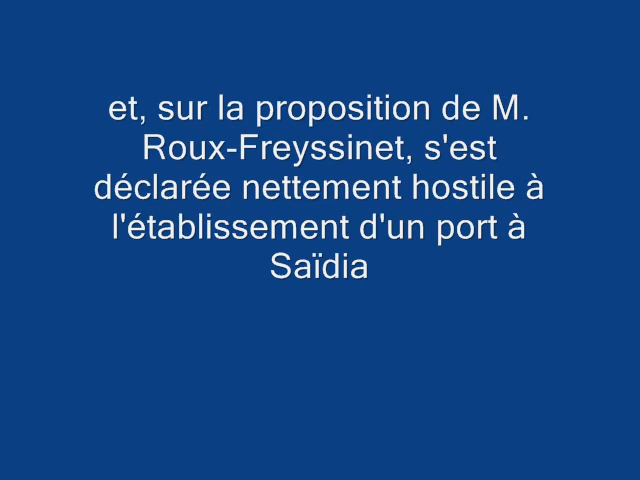 et, sur la proposition de M.
Roux-Freyssinet, s'est
déclarée nettement hostile à
l'établissement d'un port à
Saïdia